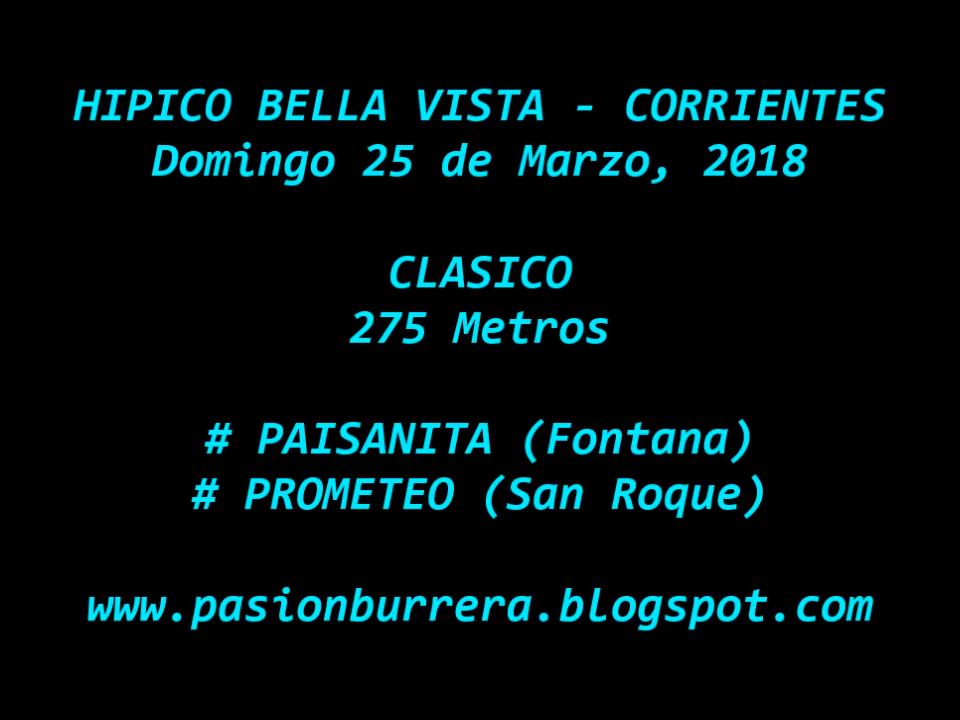 HIPICO BELLA VISTA - CORRIENTES
Domingo 25 de Marzo, 2018
CLASICO
275 Metros
# PAISANITA (Fontana)
# PROMETEO (San Roque)
www.pasionburrera.blogspot.com